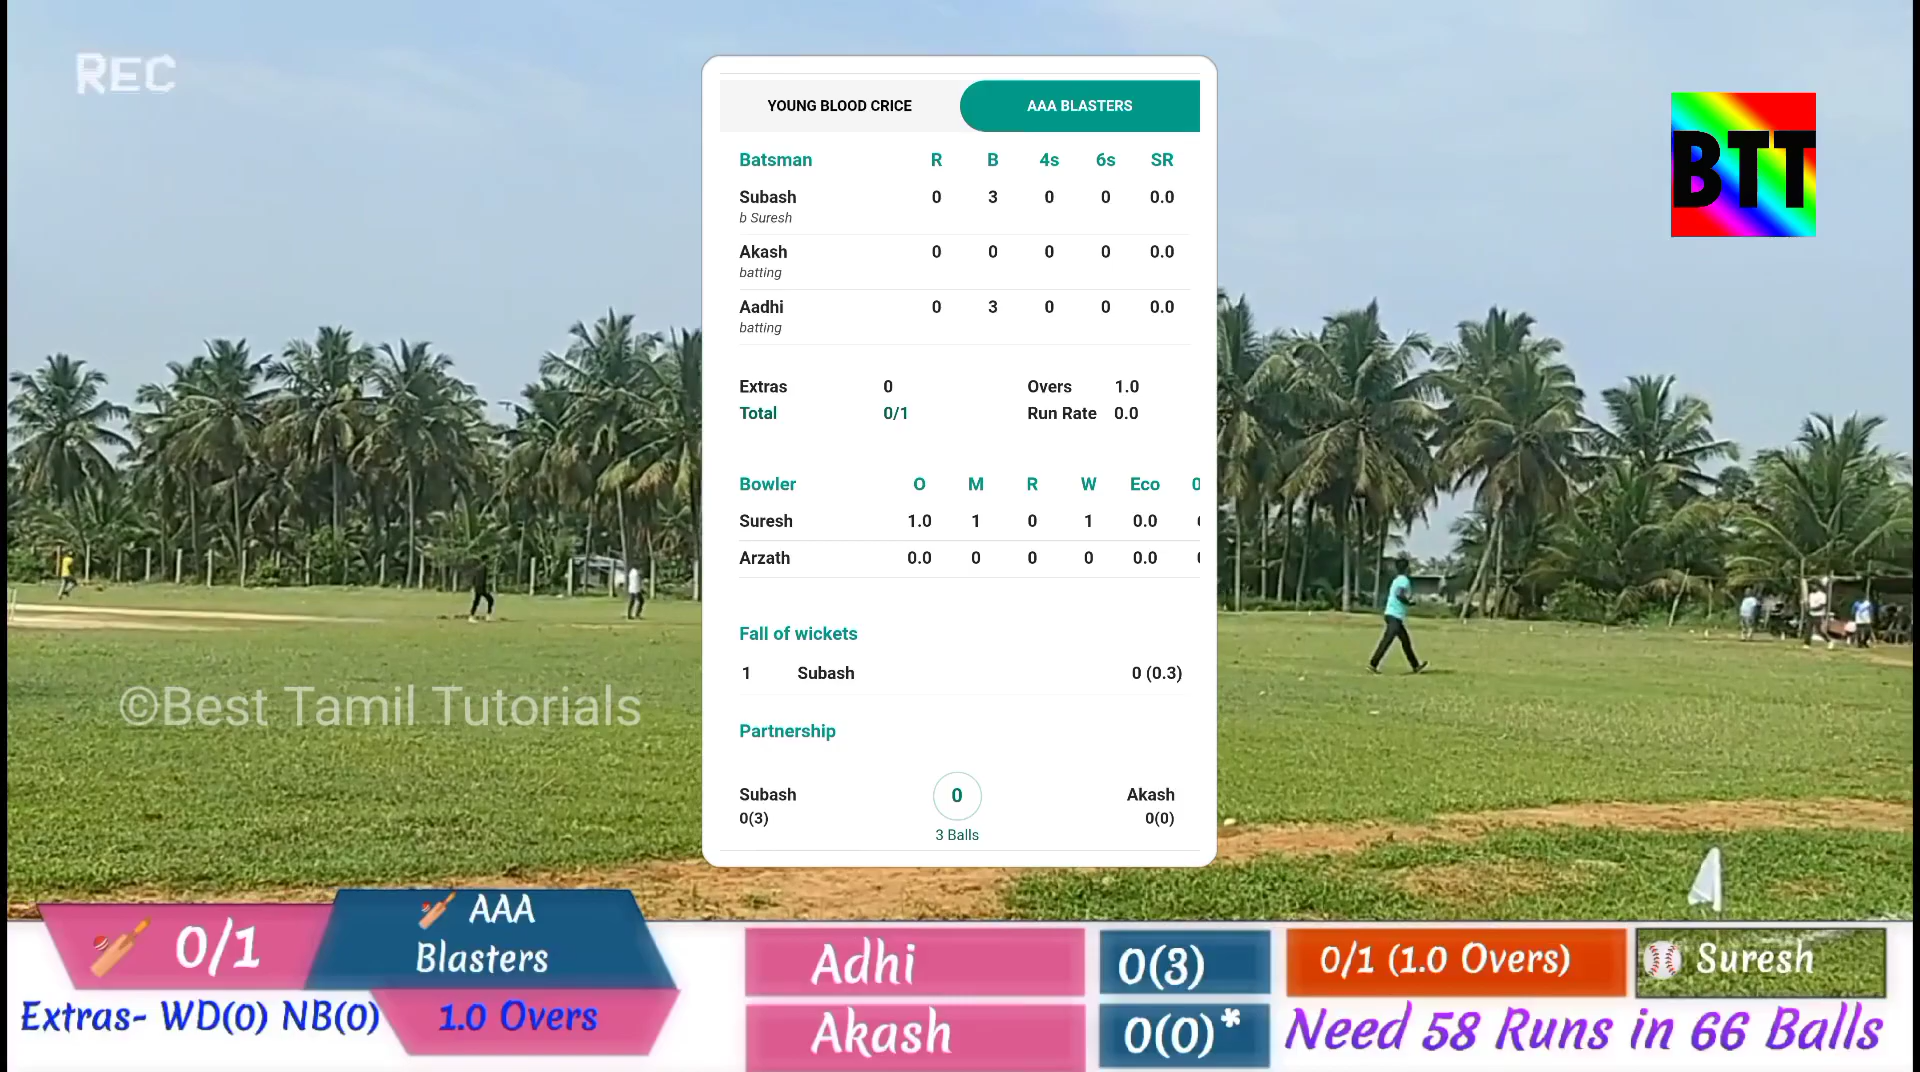 REC
YOUNG BLOOD CRICE AAA BLASTERS
BTT
Batsman R B 4s 6s SR
Subash 0 3 0 0 0.0
b Suresh
Akash 0 0 0 0 0.0
batting
Aadhi 0 3 0 0 0.0
batting
Extras 0 Overs 1.0
Total 0/1 Run Rate 0.0
Bowler O M R W Eco
Suresh 1.0 1 0 1 0.0
Arzath 0.0 0 0 0 0.0
Fall of wickets
1 Subash 0 (0.3)
©Best Tamil Tutorials
Partnership
Subash 0 Akash
0(3) 3 Balls 0(0)
0/1 AAA Blasters
Extras- WD(0) NB(0) 1.0 Overs
Adhi 0(3) 0/1 (1.0 Overs) Suresh
Akash 0(0)* Need 58 Runs in 66 Balls